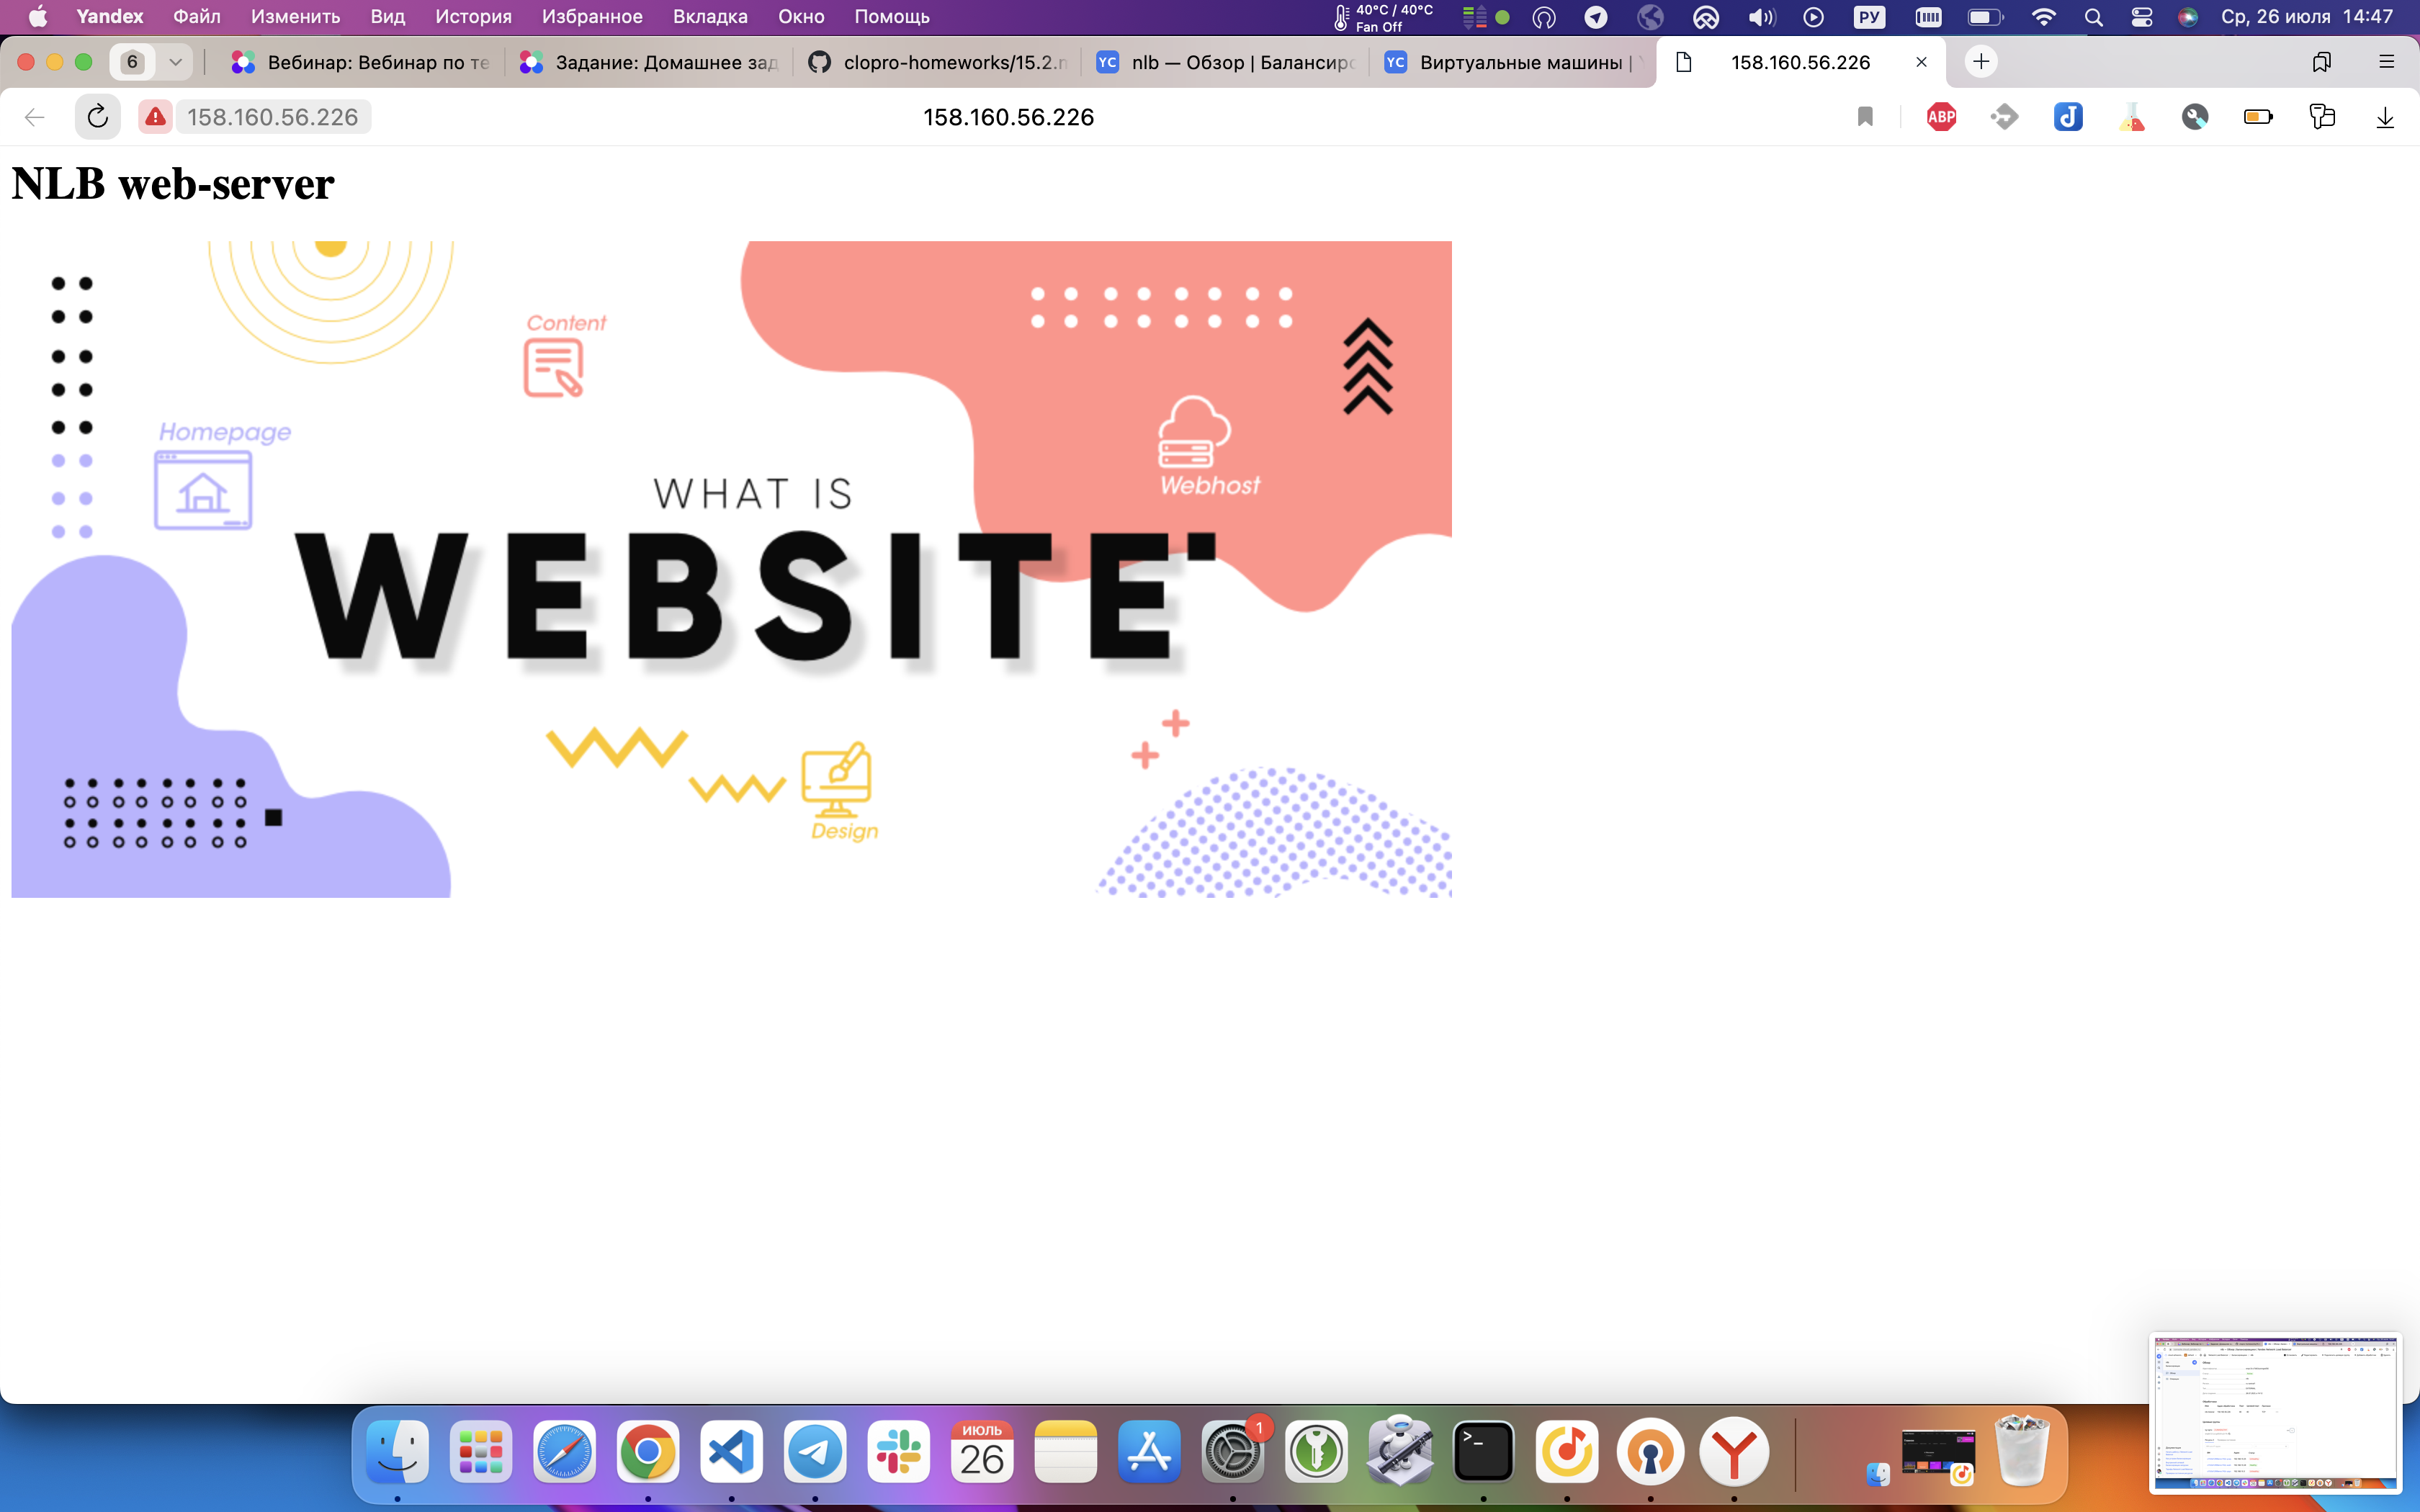 Yandex Файл Изменить Вид История Избранное Вкладка Окно Помощь
40°C / 40°C
Fan Off
РУ
Ср, 26 июля 14:47
6
Вебинар: Вебинар по те
Задание: Домашнее зад
clopro-homeworks/15.2.m
YC nlb — Обзор | Балансиро
YC Виртуальные машины |
158.160.56.226
158.160.56.226
158.160.56.226
ABP
NLB web-server
Content
Homepage
Webhost
WHAT IS
WEBSITE
Design
ИЮЛЬ
26
1